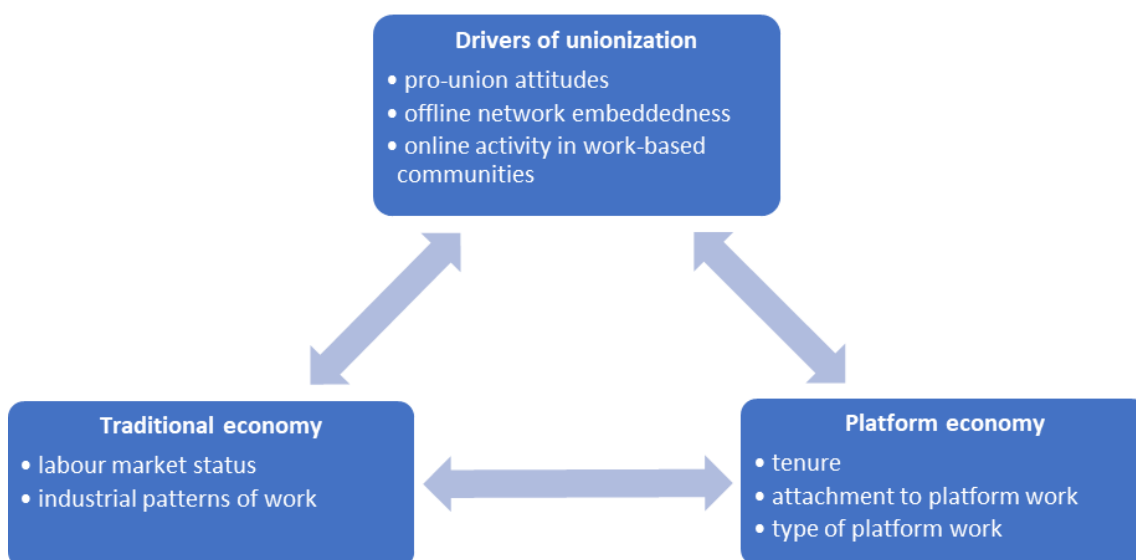 Drivers of unionization
• pro-union attitudes
• offline network embeddedness
• online activity in work-based
communities
Traditional economy
• labour market status
• industrial patterns of work
Platform economy
• tenure
• attachment to platform work
• type of platform work